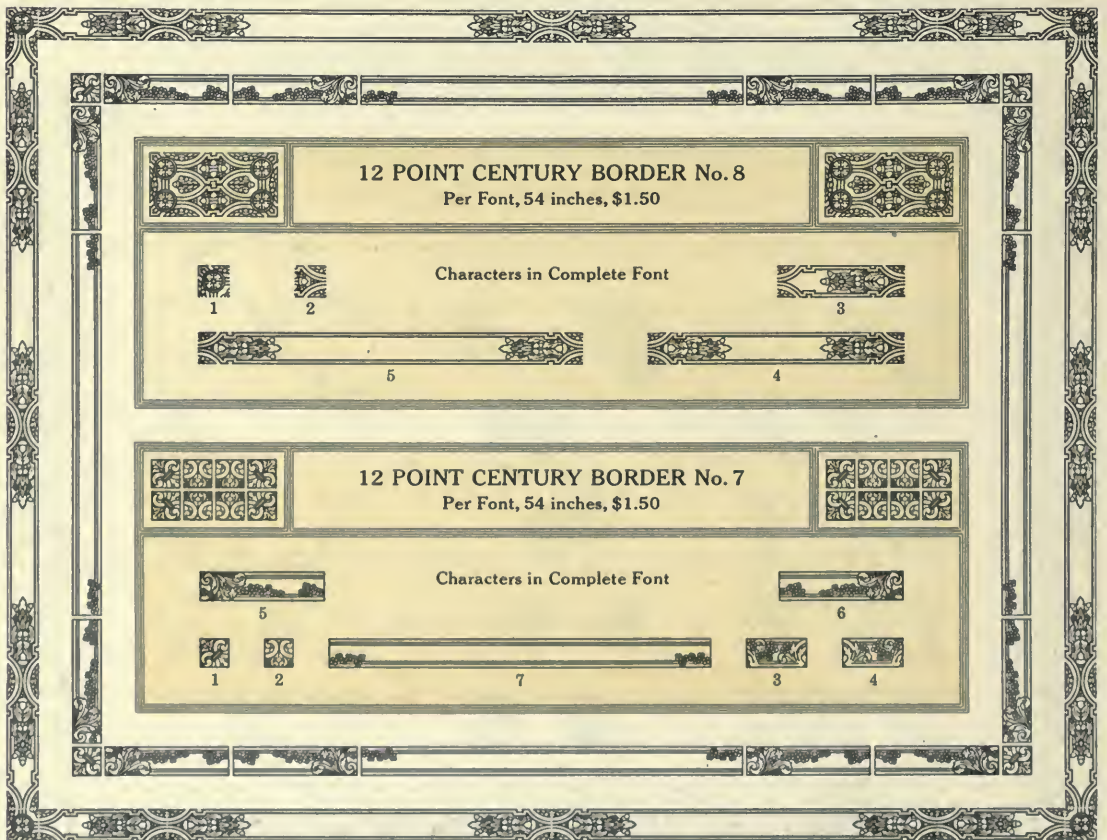 12 POINT CENTURY BORDER No. 8
Per Font, 54 inches, $1.50
Characters in Complete Font
1 2 3
5 4
12 POINT CENTURY BORDER No. 7
Per Font, 54 inches, $1.50
Characters in Complete Font
5 6
1 2 7 3 4